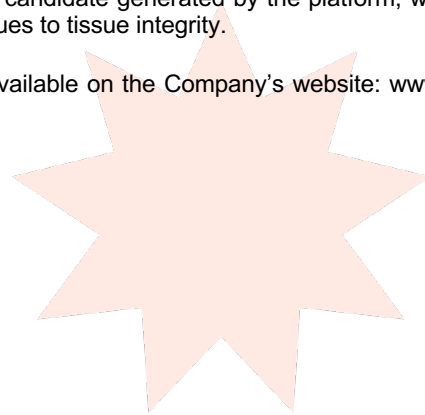 candidate generated by the platform, w
ues to tissue integrity.
vailable on the Company’s website: ww